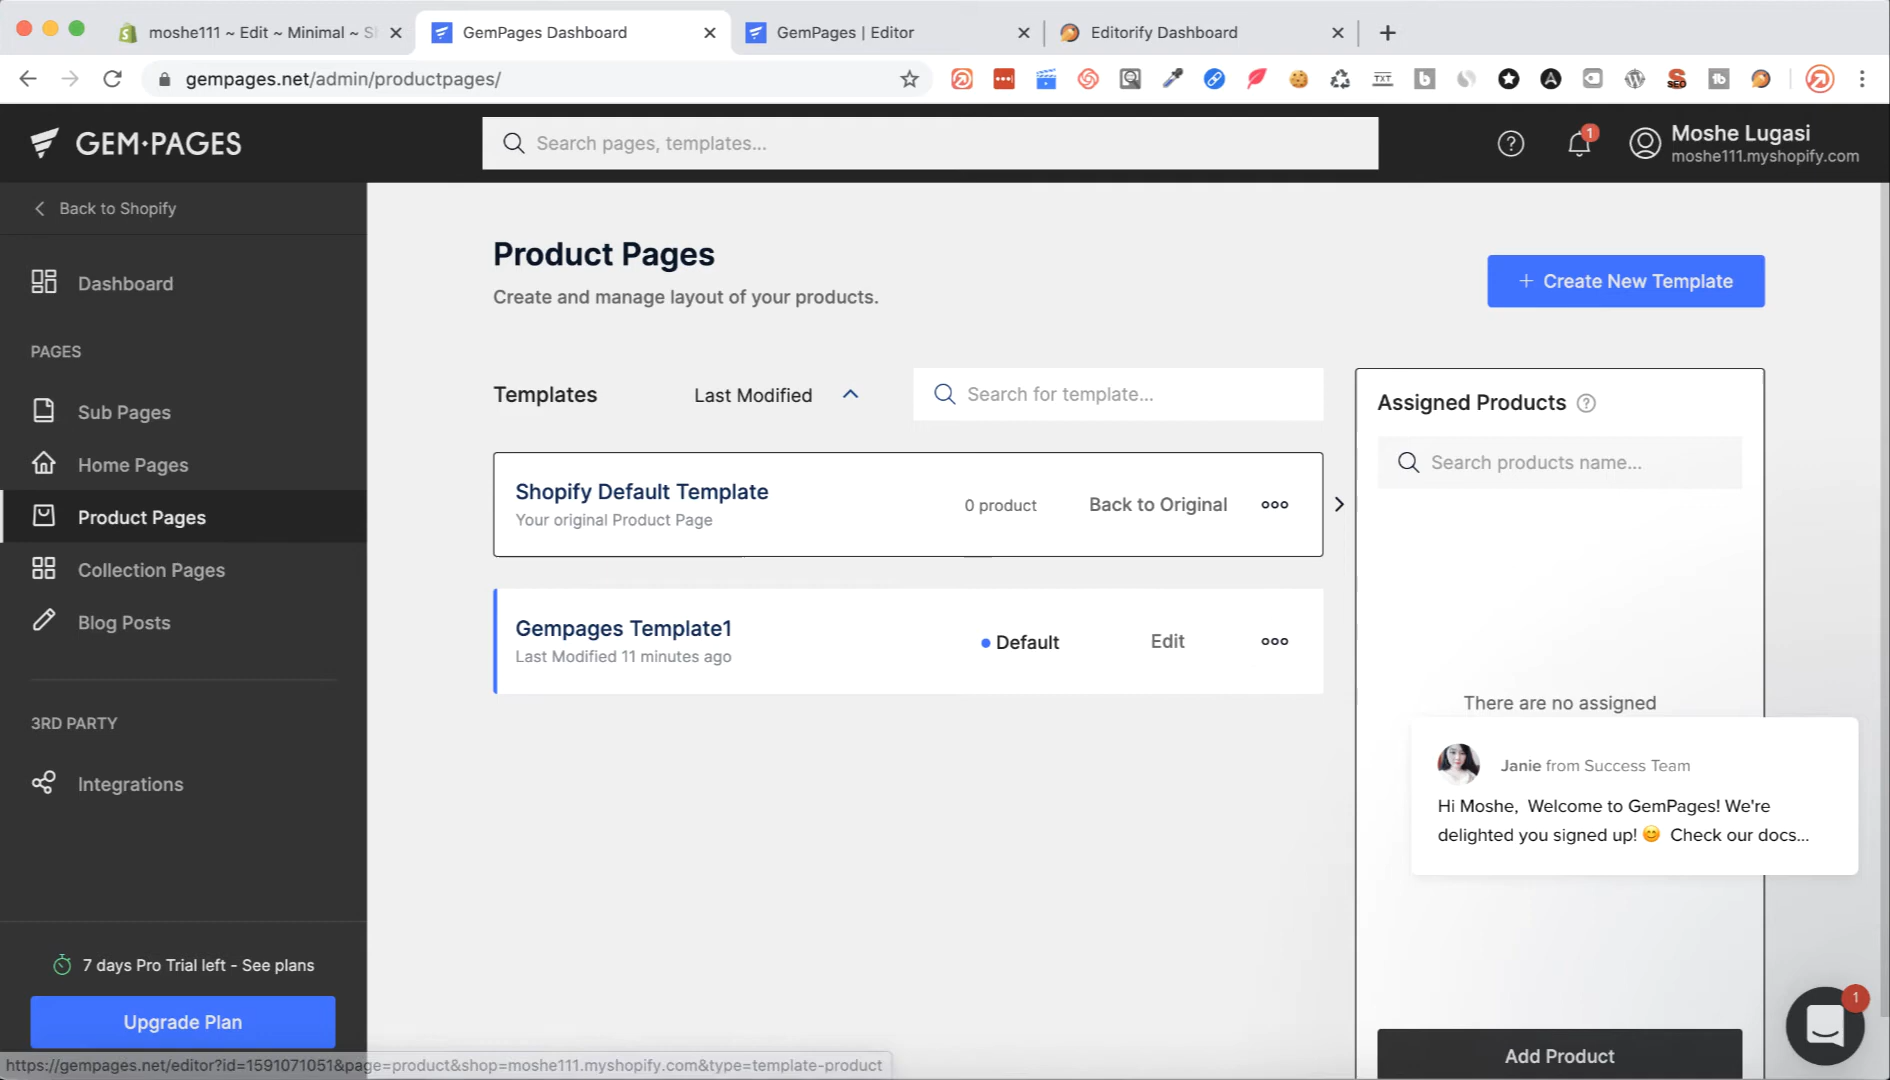 moshe111 ~ Edit ~ Minimal ~ S
GemPages Dashboard
GemPages | Editor
Editorify Dashboard
gempages.net/admin/productpages/
TXT
SEO
GEM·PAGES
Search pages, templates...
1
Moshe Lugasi
moshe111.myshopify.com
Back to Shopify
Dashboard
PAGES
Sub Pages
Home Pages
Product Pages
Collection Pages
Blog Posts
3RD PARTY
Integrations
7 days Pro Trial left - See plans
Upgrade Plan
Product Pages
Create and manage layout of your products.
+ Create New Template
Templates
Last Modified
Search for template...
Shopify Default Template
Your original Product Page
0 product
Back to Original
Gempages Template1
Last Modified 11 minutes ago
Default
Edit
Assigned Products
Search products name...
There are no assigned
Janie from Success Team
Hi Moshe, Welcome to GemPages! We're
delighted you signed up! 😊 Check our docs...
1
Add Product
https://gempages.net/editor?id=1591071051&page=product&shop=moshe111.myshopify.com&type=template-product